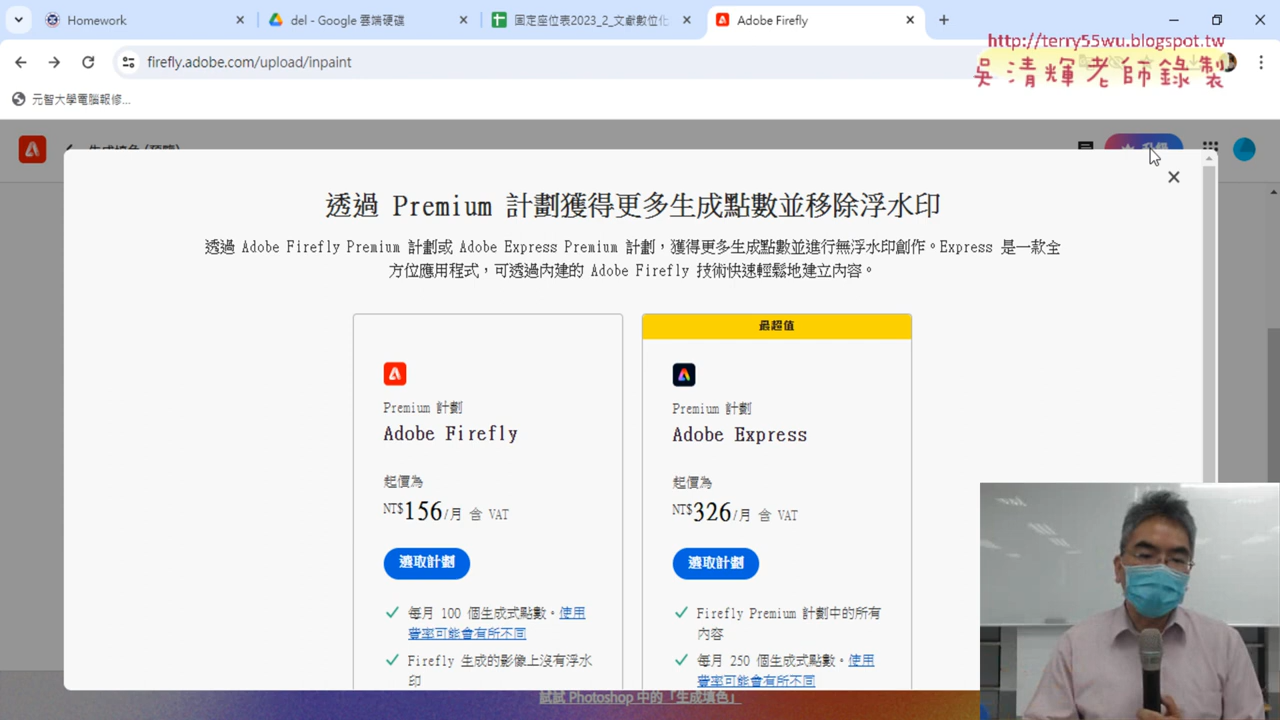 Homework
del - Google 雲端硬碟
固定座位表2023_2_文獻數位化
Adobe Firefly
http://terry55wu.blogspot.tw
firefly.adobe.com/upload/inpaint
吳清輝老師錄製
元智大學電腦報修...
透過 Premium 計劃獲得更多生成點數並移除浮水印
透過 Adobe Firefly Premium 計劃或 Adobe Express Premium 計劃，獲得更多生成點數並進行無浮水印創作。Express 是一款全
方位應用程式，可透過內建的 Adobe Firefly 技術快速輕鬆地建立內容。
最超值
Premium 計劃
Adobe Firefly
起價為
NT$156/月 含 VAT
選取計劃
每月 100 個生成式點數。使用
費率可能會有所不同
Firefly 生成的影像上沒有浮水
印
Premium 計劃
Adobe Express
起價為
NT$326/月 含 VAT
選取計劃
Firefly Premium 計劃中的所有
內容
每月 250 個生成式點數。使用
費率可能會有所不同
試試 Photoshop 中的「生成填色」